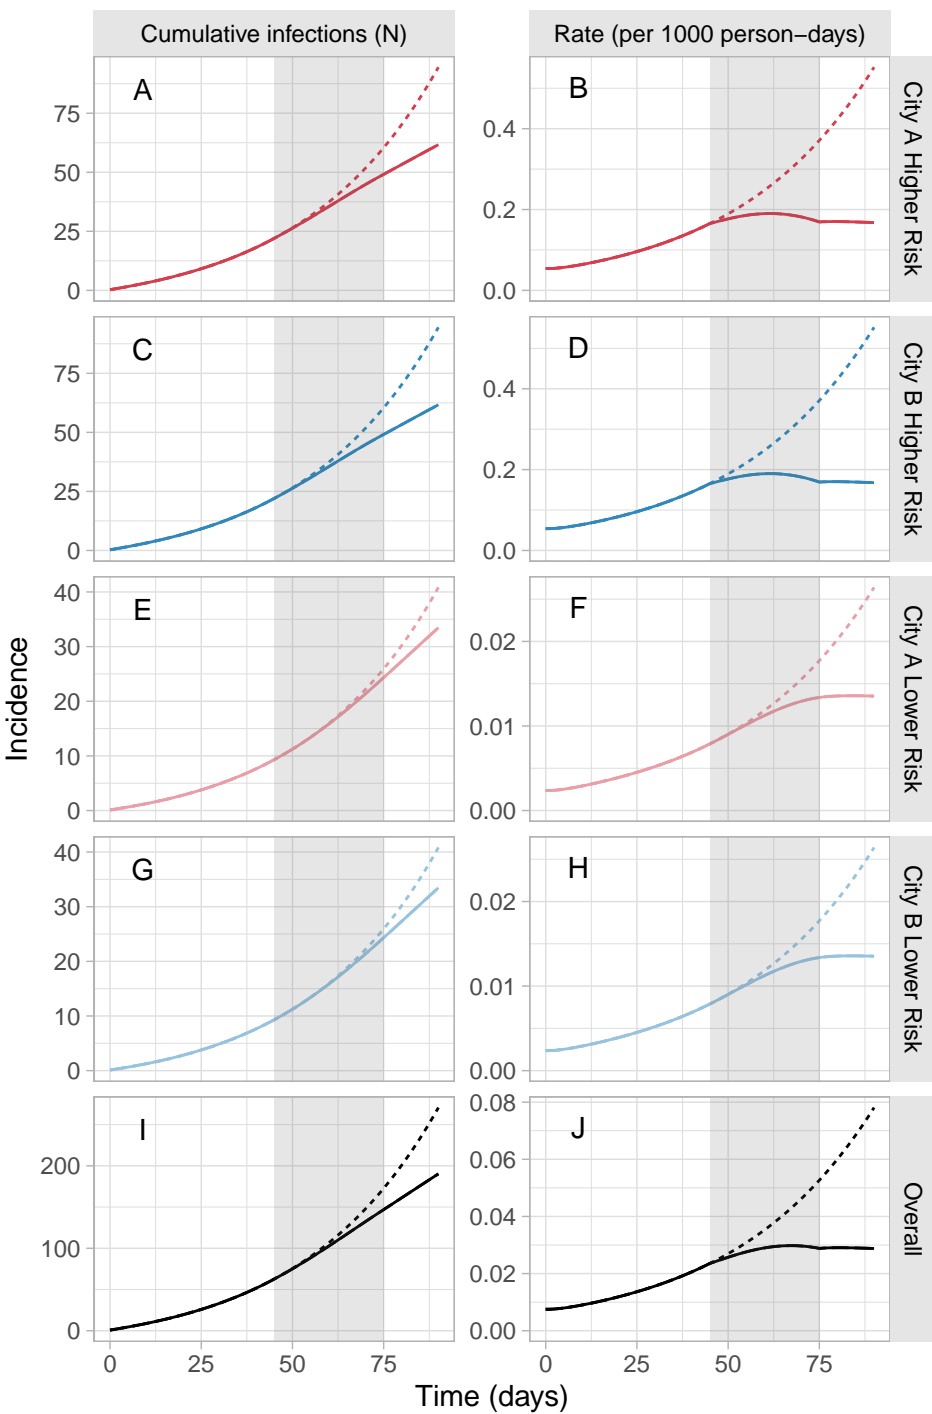 Cumulative infections (N)
Rate (per 1000 person−days)
A
75
50
25
0
B
0.4
0.2
0.0
City A Higher Risk
C
75
50
25
0
D
0.4
0.2
0.0
City B Higher Risk
E
40
30
20
10
0
F
0.02
0.01
0.00
City A Lower Risk
G
40
30
20
10
0
H
0.02
0.01
0.00
City B Lower Risk
I
200
100
0
J
0.08
0.06
0.04
0.02
0.00
Overall
0 25 50 75
0 25 50 75
Time (days)
Incidence